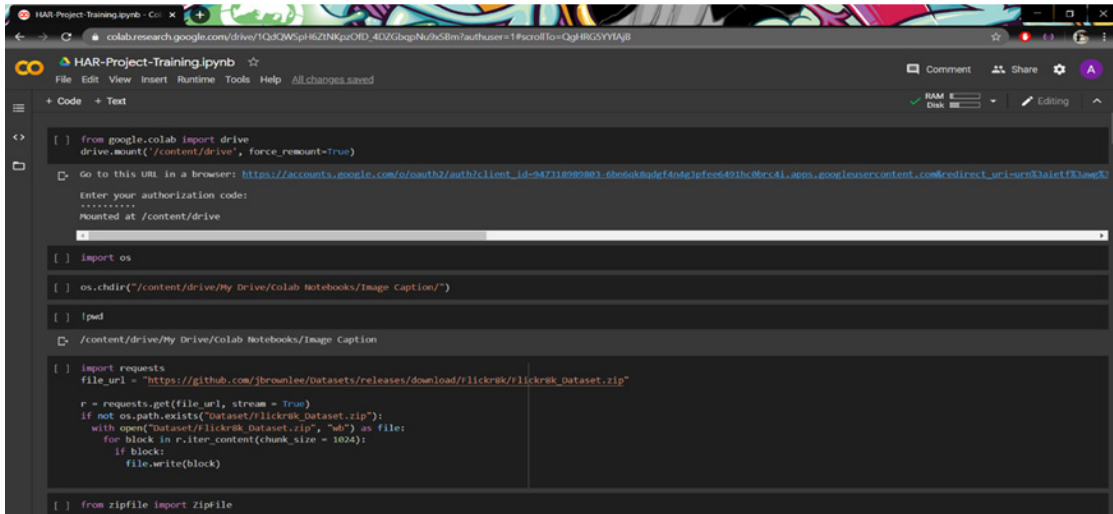 HAR-Project-Training.ipynb - Col
colab.research.google.com/drive/1QdQWSpH6ZtNKpzOfD_4DZGbqpNu9xSBm?authuser=1#scrollTo=QgHRG5YYfAjB
HAR-Project-Training.ipynb
Comment Share A
File Edit View Insert Runtime Tools Help All changes saved
+ Code + Text
RAM
Disk
Editing
[ ] from google.colab import drive
drive.mount('/content/drive', force_remount=True)
Go to this URL in a browser: https://accounts.google.com/o/oauth2/auth?client_id=947318989803-6bn6qk8qdgf4n4g3pfee6491hc0brc4i.apps.googleusercontent.com&redirect_uri=urn%3aietf%3awg%3
Enter your authorization code:
..........
Mounted at /content/drive
[ ] import os
[ ] os.chdir("/content/drive/My Drive/Colab Notebooks/Image Caption/")
[ ] !pwd
/content/drive/My Drive/Colab Notebooks/Image Caption
[ ] import requests
file_url = "https://github.com/jbrownlee/Datasets/releases/download/Flickr8k/Flickr8k_Dataset.zip"
r = requests.get(file_url, stream = True)
if not os.path.exists("Dataset/Flickr8k_Dataset.zip"):
with open("Dataset/Flickr8k_Dataset.zip", "wb") as file:
for block in r.iter_content(chunk_size = 1024):
if block:
file.write(block)
[ ] from zipfile import ZipFile